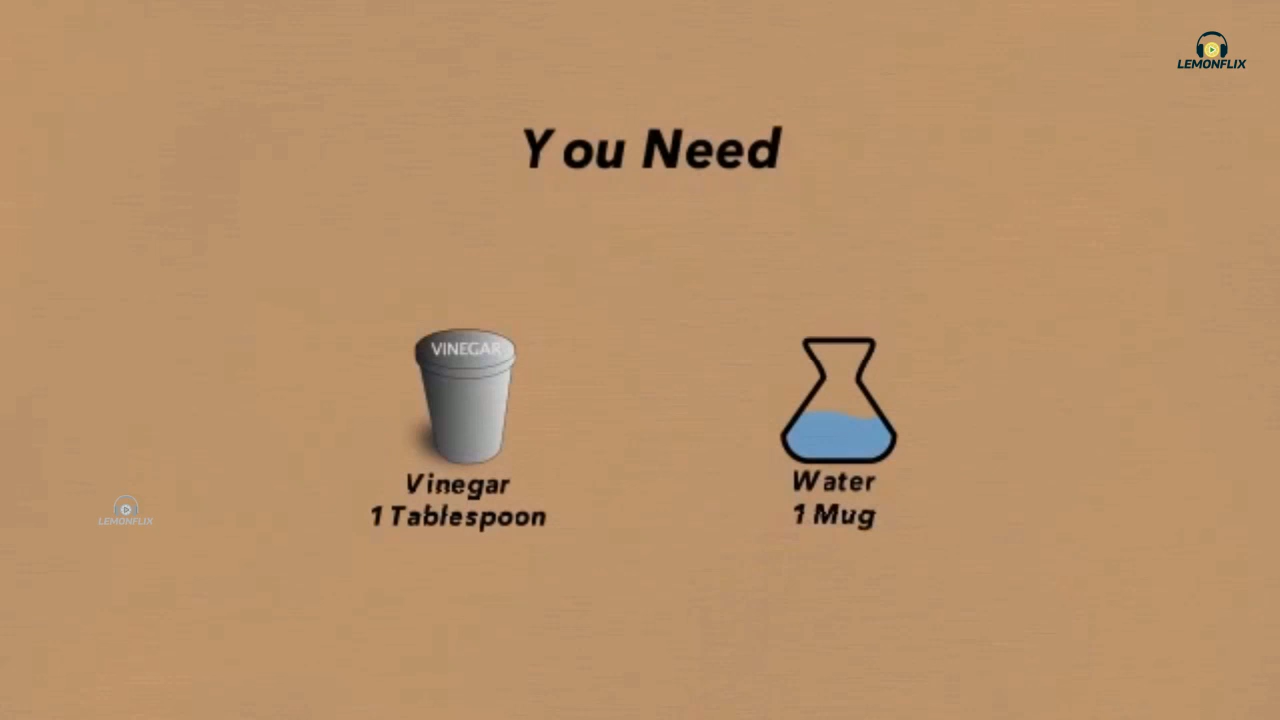 LEMONFLIX
You Need
VINEGAR
Vinegar
1 Tablespoon
Water
1 Mug
LEMONFLIX